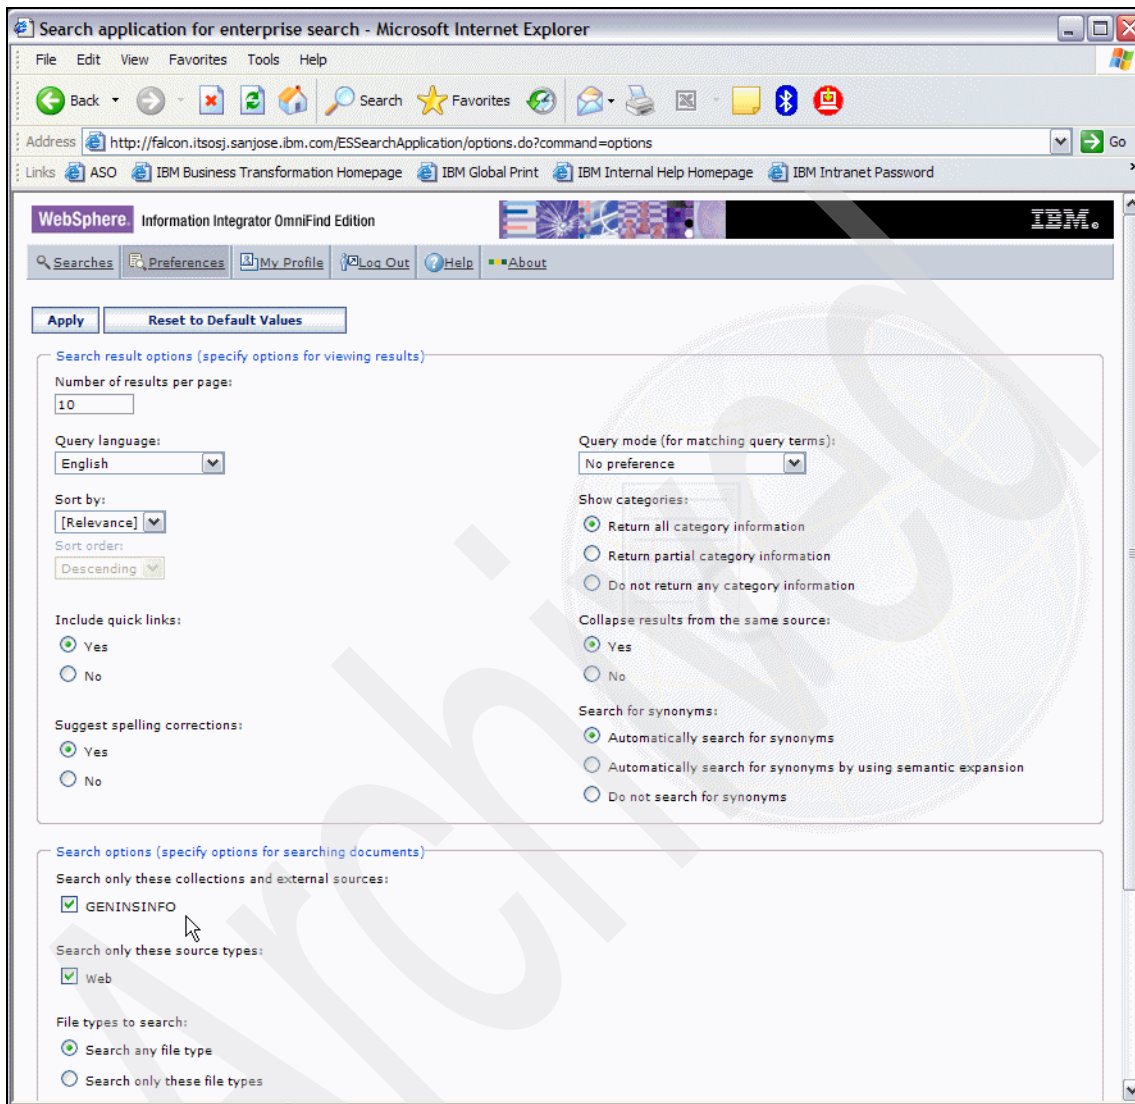 Search application for enterprise search - Microsoft Internet Explorer
File Edit View Favorites Tools Help
Back Search Favorites
Address http://falcon.itsosj.sanjose.ibm.com/ESSearchApplication/options.do?command=options Go
Links ASO IBM Business Transformation Homepage IBM Global Print IBM Internal Help Homepage IBM Intranet Password
WebSphere. Information Integrator OmniFind Edition IBM.
Searches Preferences My Profile Log Out Help About
Apply Reset to Default Values
Search result options (specify options for viewing results)
Number of results per page:
10
Query language: Query mode (for matching query terms):
English No preference
Sort by: Show categories:
[Relevance] Return all category information
Sort order: Return partial category information
Descending Do not return any category information
Include quick links: Collapse results from the same source:
Yes Yes
No No
Suggest spelling corrections: Search for synonyms:
Yes Automatically search for synonyms
No Automatically search for synonyms by using semantic expansion
Do not search for synonyms
Search options (specify options for searching documents)
Search only these collections and external sources:
GENINSINFO
Search only these source types:
Web
File types to search:
Search any file type
Search only these file types
Archived